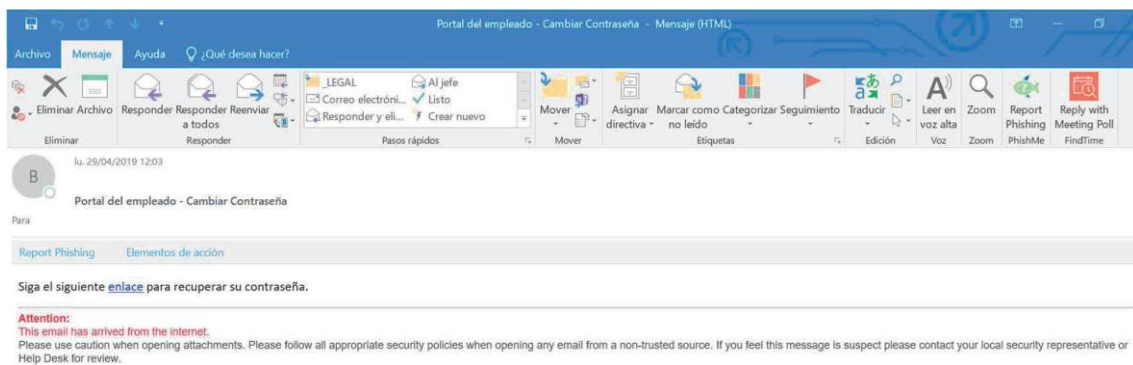 Portal del empleado - Cambiar Contraseña - Mensaje (HTML)
Archivo Mensaje Ayuda ¿Qué desea hacer?
Eliminar Archivo
Responder Responder a todos Reenviar
_LEGAL Al jefe
Correo electróni... Listo
Responder y eli... Crear nuevo
Mover
Asignar directiva Marcar como no leído Categorizar Seguimiento
Traducir
Leer en voz alta
Zoom
Report Phishing
Reply with Meeting Poll
Eliminar Responder Pasos rápidos Mover Etiquetas Edición Voz Zoom PhishMe FindTime
B
lu. 29/04/2019 12:03
Portal del empleado - Cambiar Contraseña
Para
Report Phishing Elementos de acción
Siga el siguiente enlace para recuperar su contraseña.
Attention:
This email has arrived from the internet.
Please use caution when opening attachments. Please follow all appropriate security policies when opening any email from a non-trusted source. If you feel this message is suspect please contact your local security representative or
Help Desk for review.